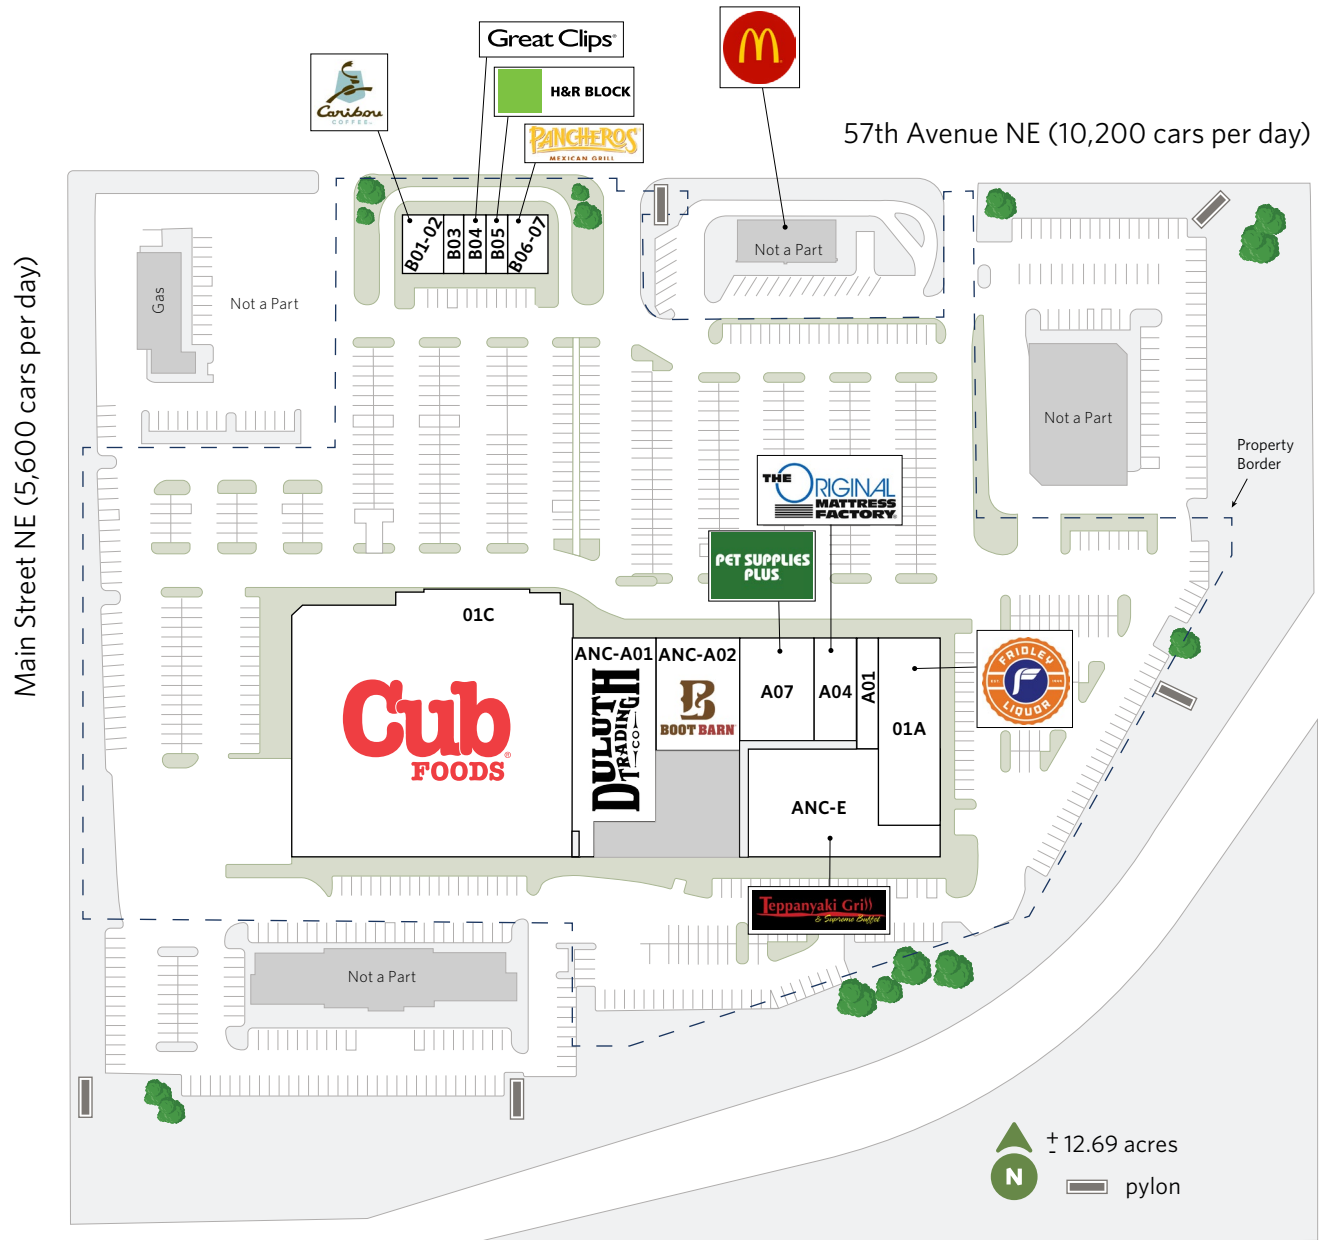 Great Clips®
H&R BLOCK
PANCHEROS®
MEXICAN GRILL
Caribou
COFFEE
57th Avenue NE (10,200 cars per day)
Main Street NE (5,600 cars per day)
B01-02
B03
B04
B05
B06-07
Not a Part
Gas
Not a Part
Not a Part
Property
Border
THE ORIGINAL
MATTRESS
FACTORY®
PET SUPPLIES
PLUS
01C
Cub
FOODS®
ANC-A01
DULUTH
TRADING
CO
ANC-A02
B
BOOT BARN
A07
A04
A01
01A
FRIDLEY
F
LIQUOR
ANC-E
Teppanyaki Grill
& Supreme Buffet
Not a Part
N
+
- 12.69 acres
pylon